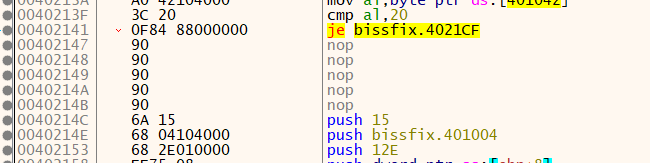 0040213A A0 42104000 mov al,byte ptr ds:[401042]
0040213F 3C 20 cmp al,20
00402141 0F84 88000000 je bissfix.4021CF
00402147 90 nop
00402148 90 nop
00402149 90 nop
0040214A 90 nop
0040214B 90 nop
0040214C 6A 15 push 15
0040214E 68 04104000 push bissfix.401004
00402153 68 2E010000 push 12E
00402158 FF75 08 push dword ptr ss:[ebp+8]